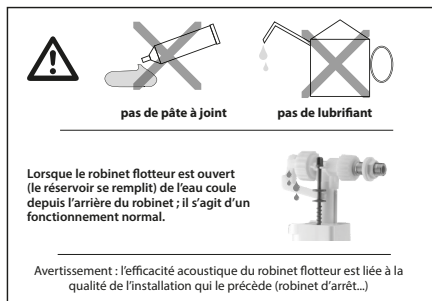 pas de pâte à joint
pas de lubrifiant
Lorsque le robinet flotteur est ouvert
(le réservoir se remplit) de l'eau coule
depuis l'arrière du robinet ; il s'agit d'un
fonctionnement normal.
Avertissement : l'efficacité acoustique du robinet flotteur est liée à la
qualité de l'installation qui le précède (robinet d'arrêt...)